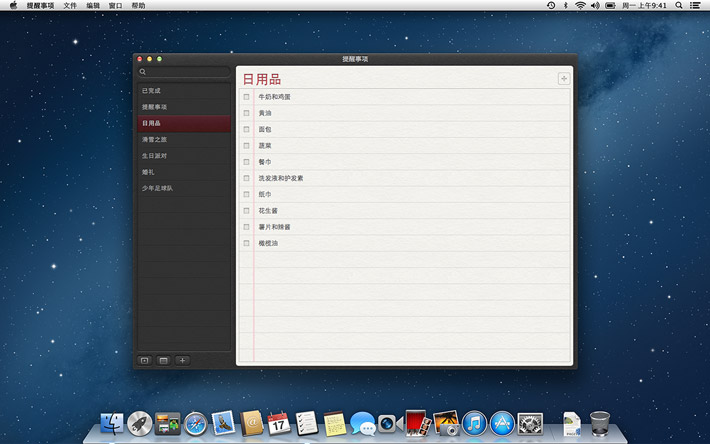 提醒事项 文件 编辑 窗口 帮助 周一 上午9:41
提醒事项
已完成
提醒事项
日用品
滑雪之旅
生日派对
婚礼
少年足球队
日用品
牛奶和鸡蛋
黄油
面包
蔬菜
餐巾
洗发液和护发素
纸巾
花生酱
薯片和辣酱
橄榄油
17